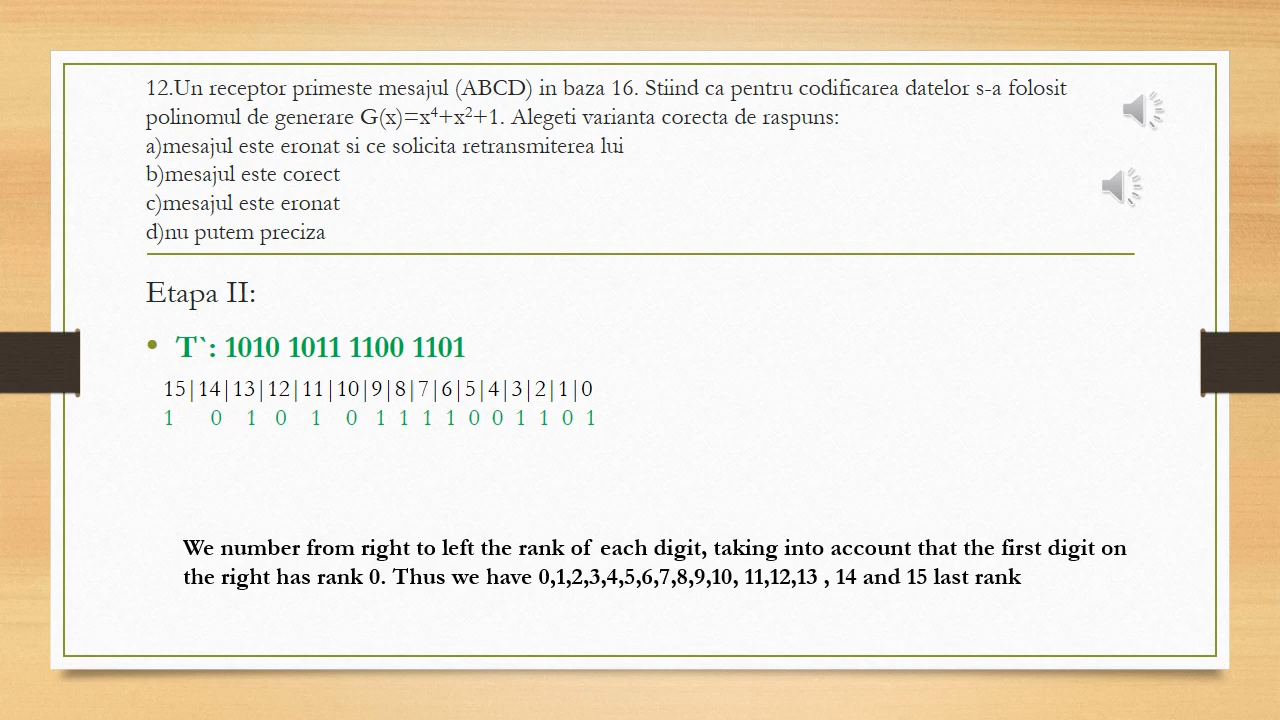 12.Un receptor primeste mesajul (ABCD) in baza 16. Stiind ca pentru codificarea datelor s-a folosit
polinomul de generare G(x)=x⁴+x²+1. Alegeti varianta corecta de raspuns:
a)mesajul este eronat si ce solicita retransmiterea lui
b)mesajul este corect
c)mesajul este eronat
d)nu putem preciza
Etapa II:
• T`: 1010 1011 1100 1101
15|14|13|12|11|10|9|8|7|6|5|4|3|2|1|0
1 0 1 0 1 0 1 1 1 1 0 0 1 1 0 1
We number from right to left the rank of each digit, taking into account that the first digit on
the right has rank 0. Thus we have 0,1,2,3,4,5,6,7,8,9,10, 11,12,13 , 14 and 15 last rank